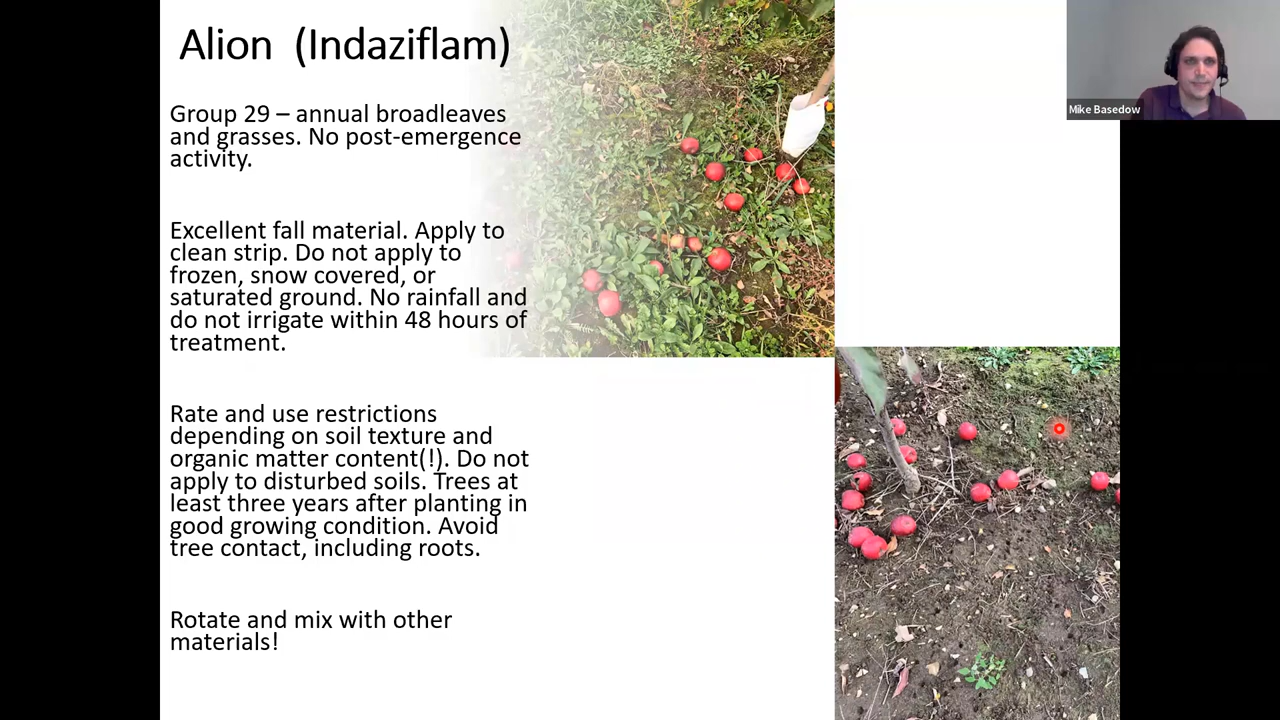 Alion (Indaziflam)
Group 29 – annual broadleaves
and grasses. No post-emergence
activity.
Excellent fall material. Apply to
clean strip. Do not apply to
frozen, snow covered, or
saturated ground. No rainfall and
do not irrigate within 48 hours of
treatment.
Rate and use restrictions
depending on soil texture and
organic matter content(!). Do not
apply to disturbed soils. Trees at
least three years after planting in
good growing condition. Avoid
tree contact, including roots.
Rotate and mix with other
materials!
Mike Basedow